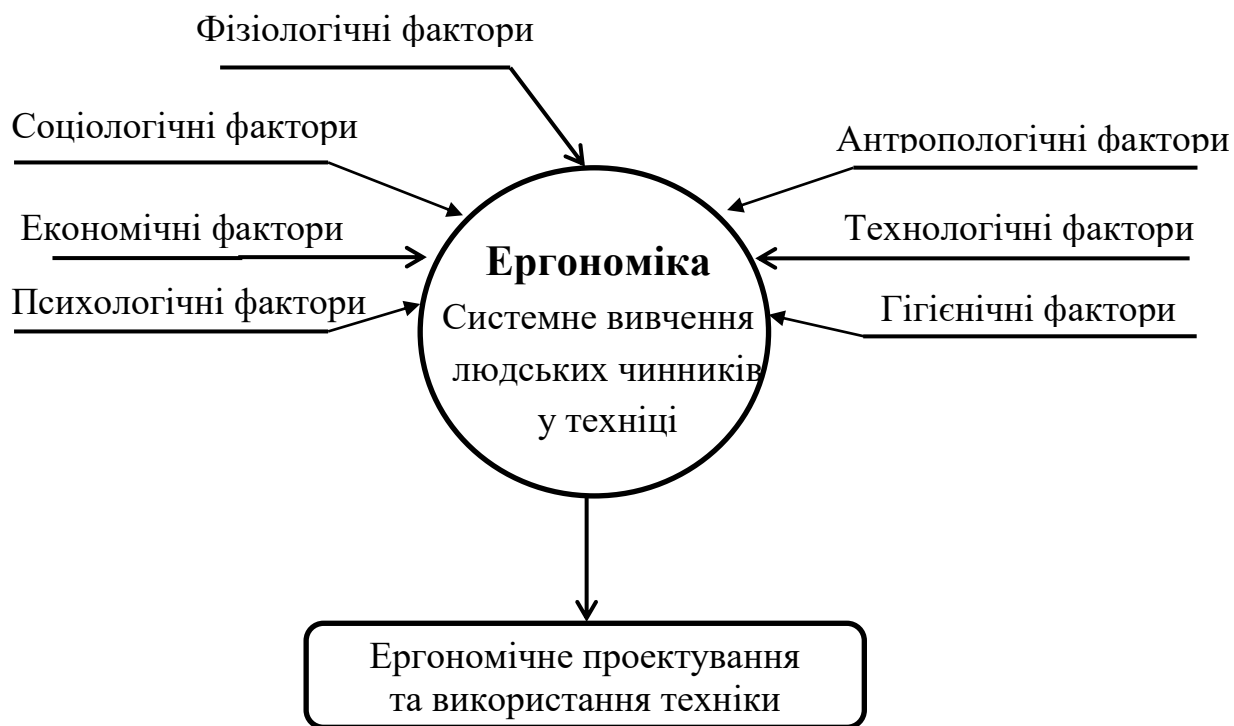 Фізіологічні фактори
Соціологічні фактори
Антропологічні фактори
Економічні фактори
Технологічні фактори
Психологічні фактори
Гігієнічні фактори
Ергономіка
Системне вивчення
людських чинників
у техніці
Ергономічне проектування
та використання техніки